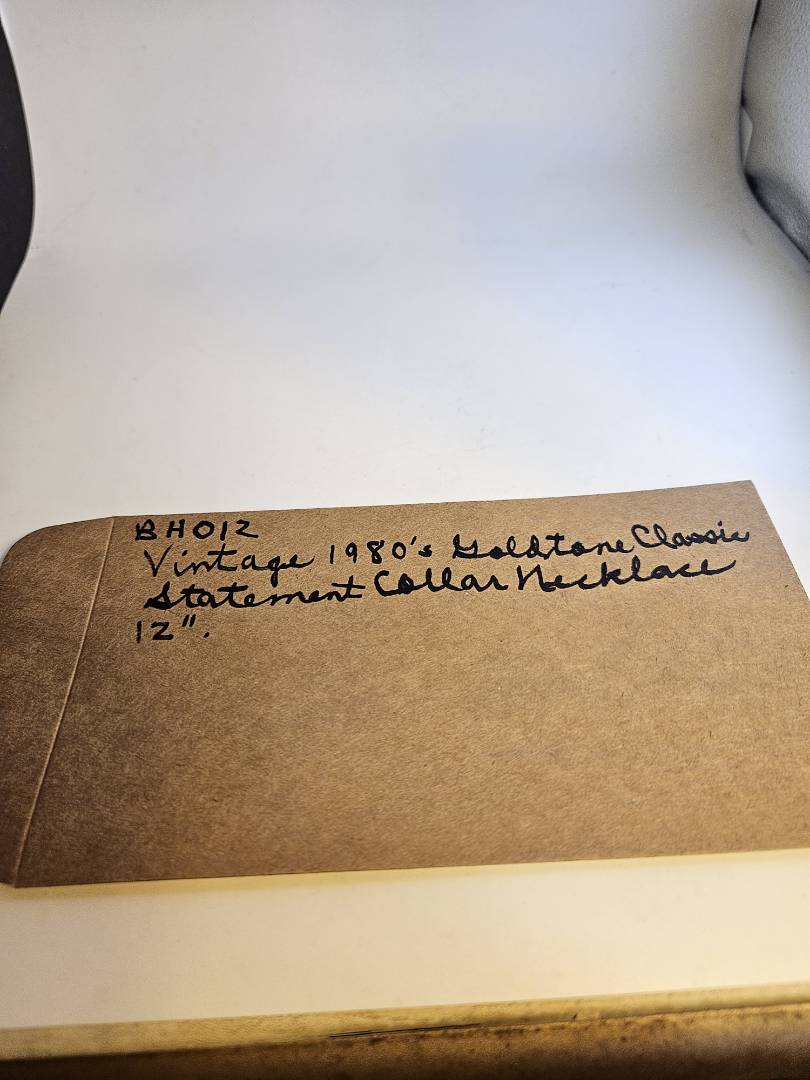 BH012
Vintage 1980's Goldtone Classic
Statement Collar Necklace
12".